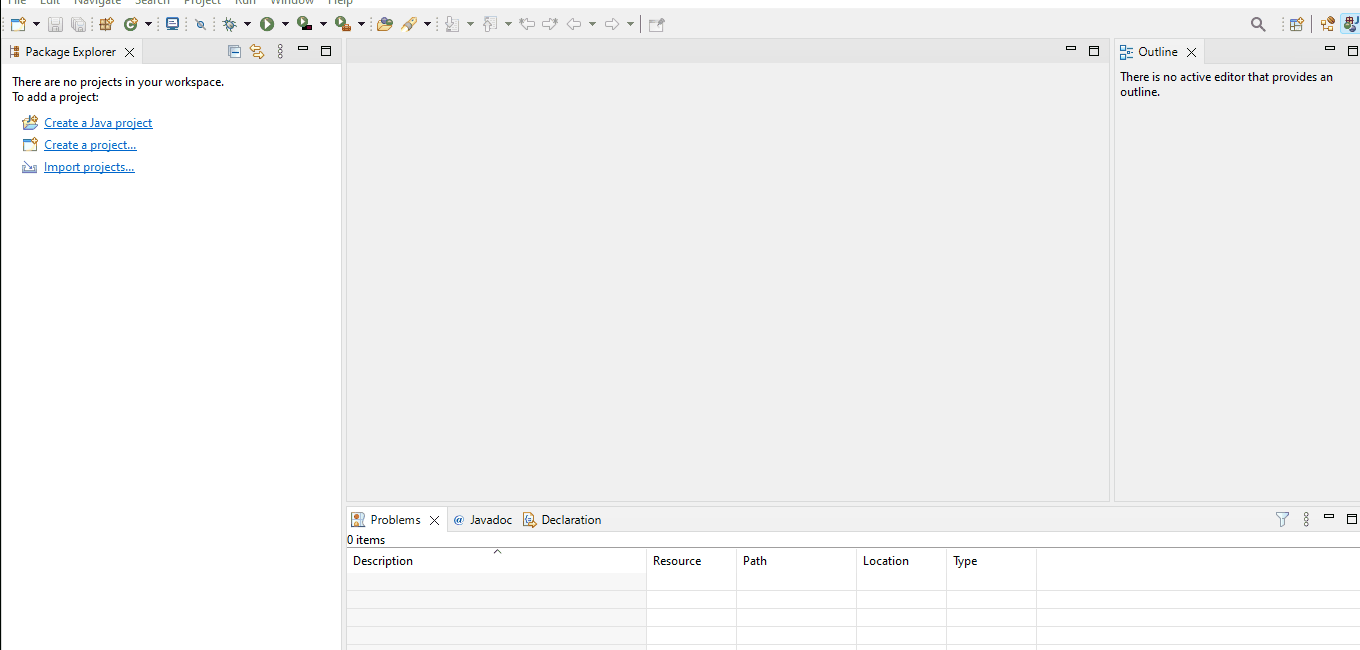 File Edit Navigate Search Project Run Window Help
Package Explorer
There are no projects in your workspace.
To add a project:
Create a Java project
Create a project...
Import projects...
Outline
There is no active editor that provides an
outline.
Problems @ Javadoc Declaration
0 items
Description Resource Path Location Type